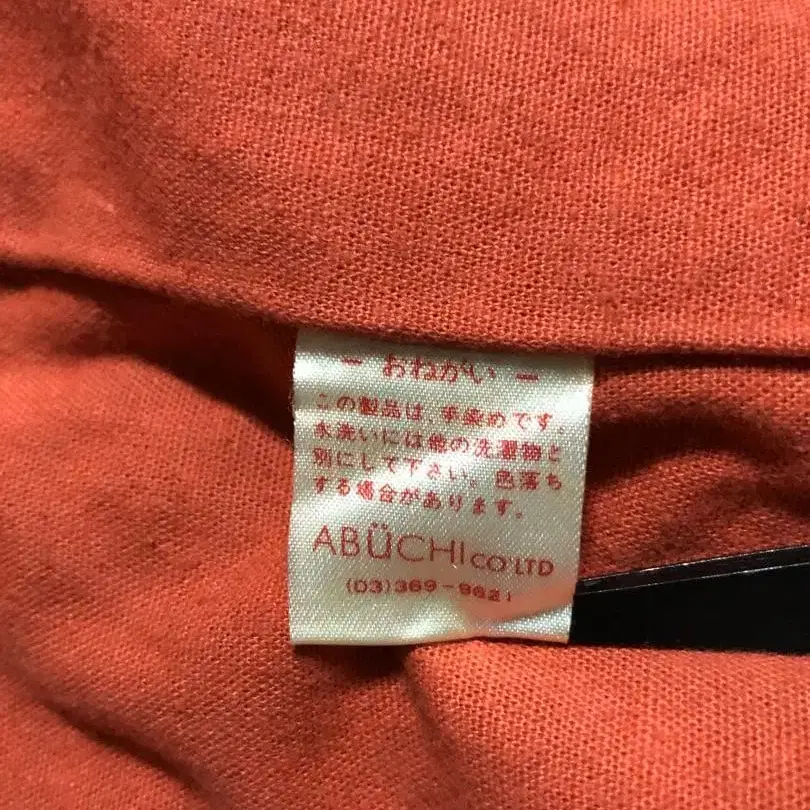 — おねがい —
この製品は、手染めです。
水洗いには他の洗濯物と
別にして下さい。色落ち
する場合があります。
ABÜCHI CO LTD
(03)369-9621